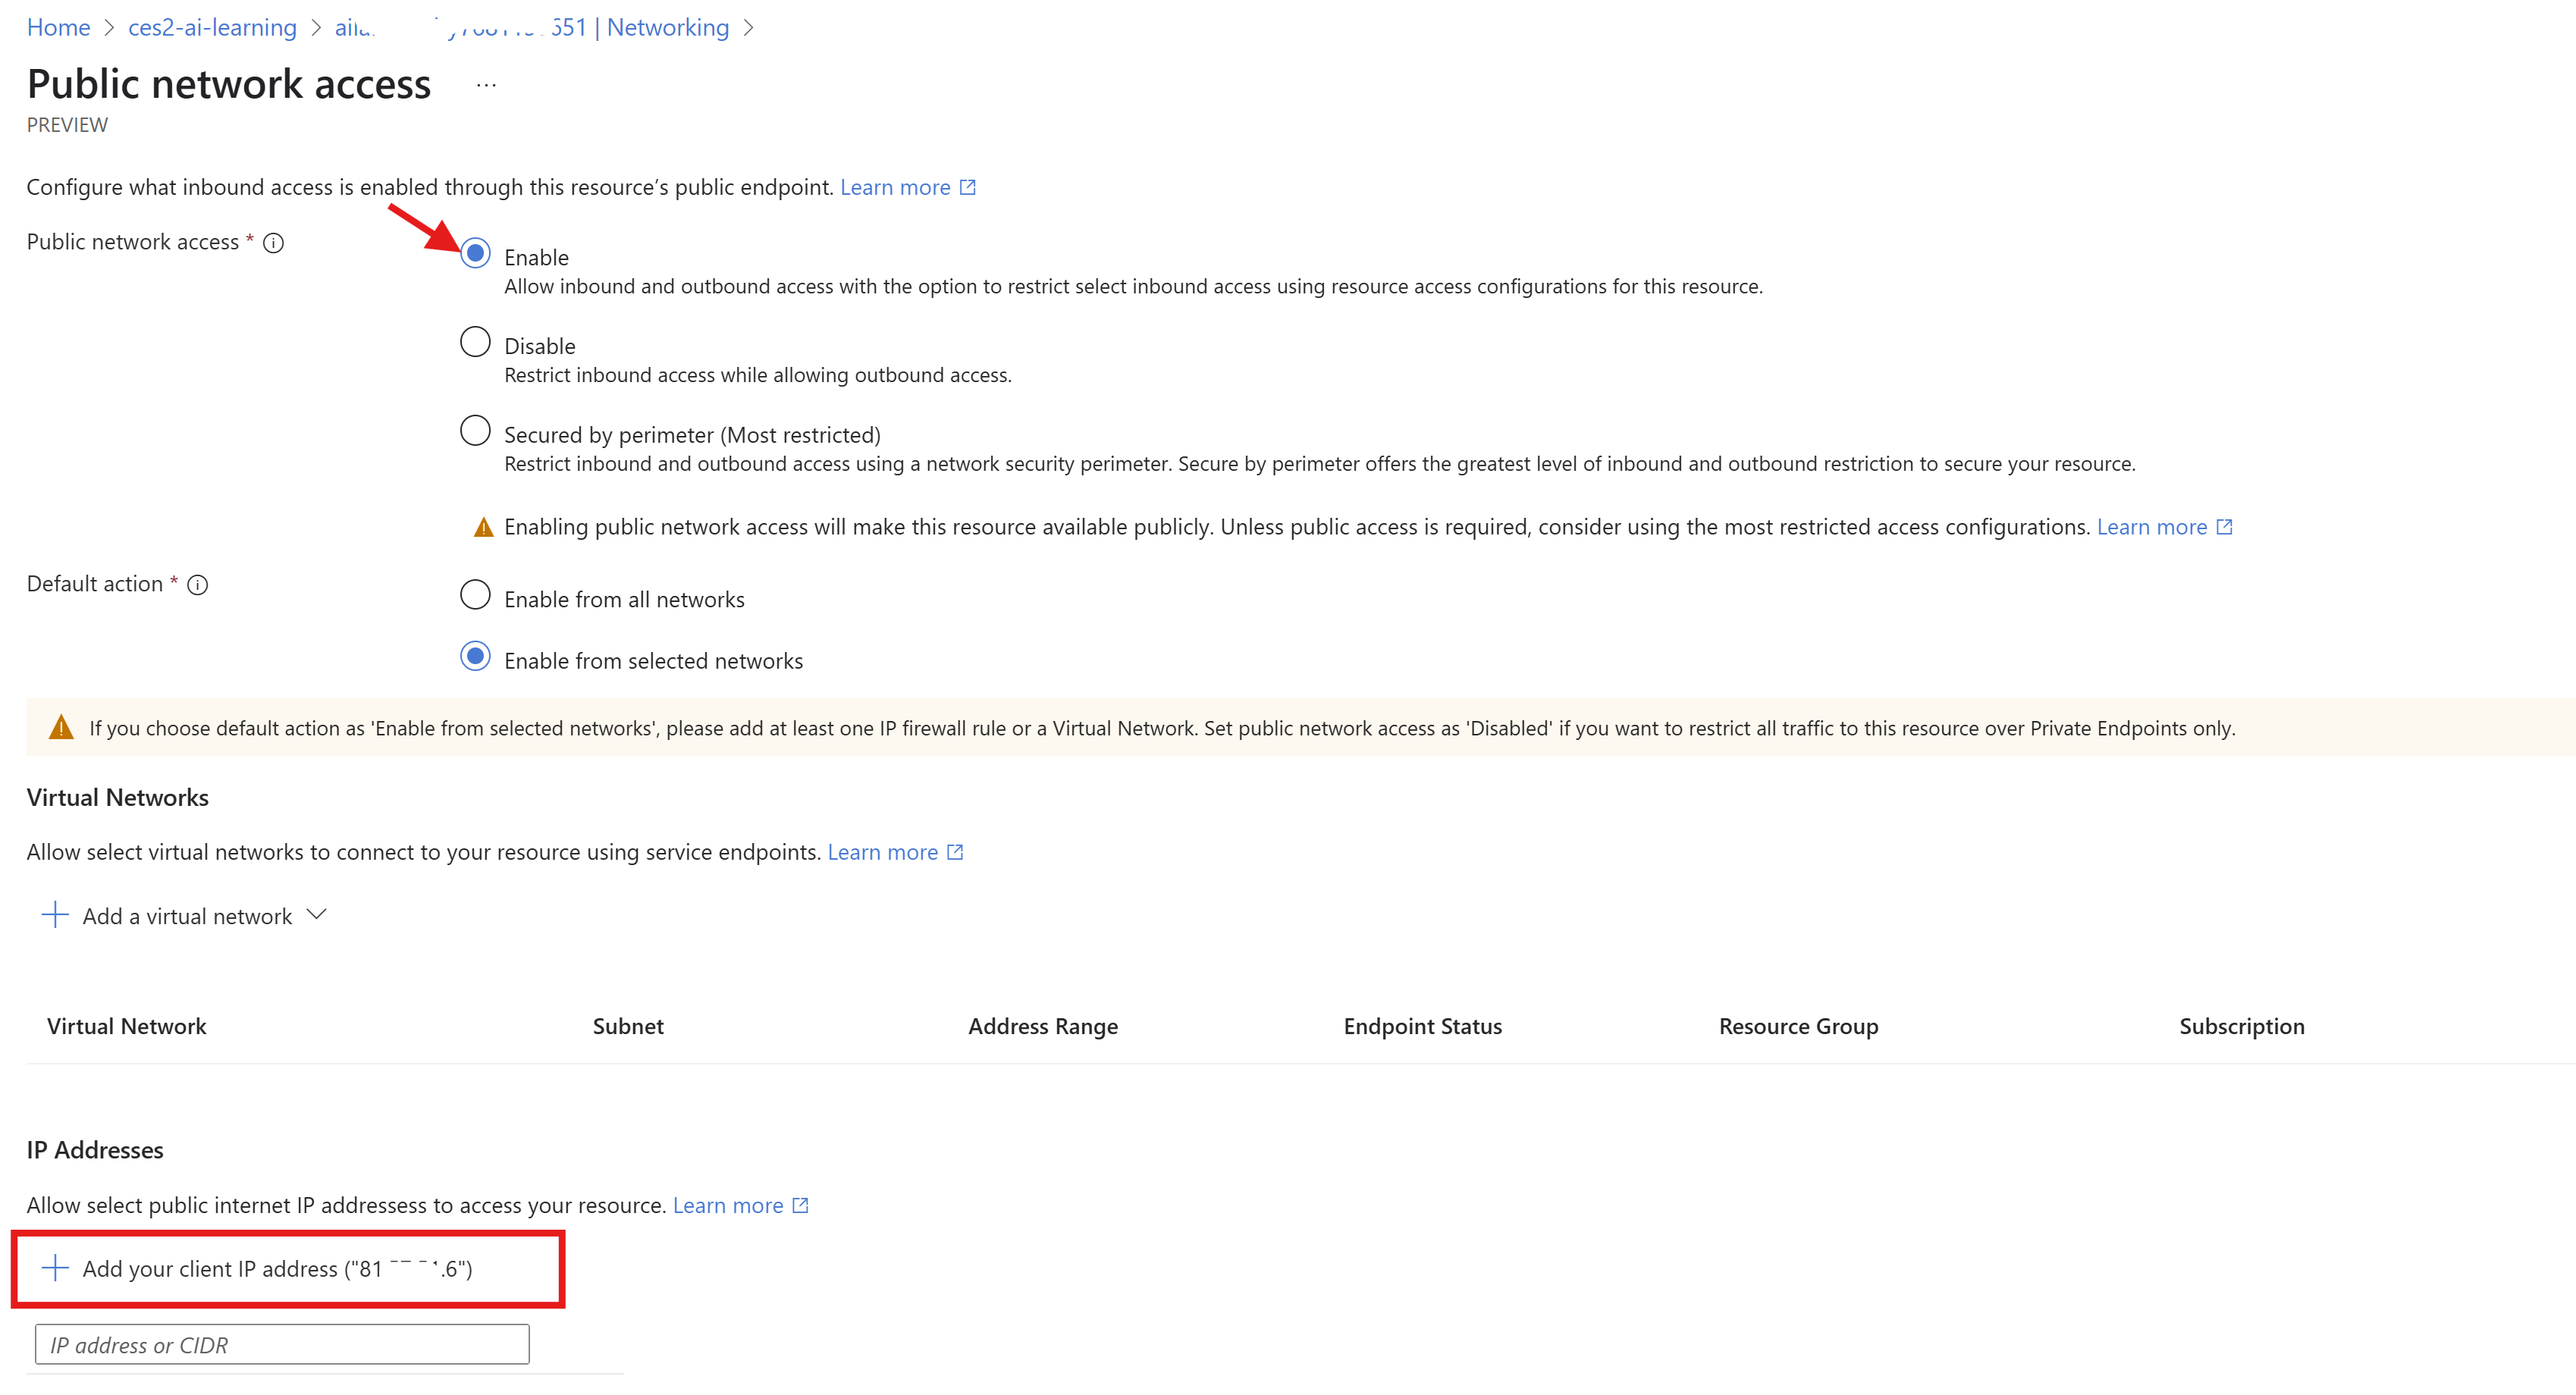 Home > ces2-ai-learning > 651 | Networking >
Public network access ...
PREVIEW
Configure what inbound access is enabled through this resource’s public endpoint. Learn more
Public network access *
Enable
Allow inbound and outbound access with the option to restrict select inbound access using resource access configurations for this resource.
Disable
Restrict inbound access while allowing outbound access.
Secured by perimeter (Most restricted)
Restrict inbound and outbound access using a network security perimeter. Secure by perimeter offers the greatest level of inbound and outbound restriction to secure your resource.
Enabling public network access will make this resource available publicly. Unless public access is required, consider using the most restricted access configurations. Learn more
Default action *
Enable from all networks
Enable from selected networks
If you choose default action as 'Enable from selected networks', please add at least one IP firewall rule or a Virtual Network. Set public network access as 'Disabled' if you want to restrict all traffic to this resource over Private Endpoints only.
Virtual Networks
Allow select virtual networks to connect to your resource using service endpoints. Learn more
Add a virtual network
Virtual Network Subnet Address Range Endpoint Status Resource Group Subscription
IP Addresses
Allow select public internet IP addressess to access your resource. Learn more
Add your client IP address ("81 .6")
IP address or CIDR